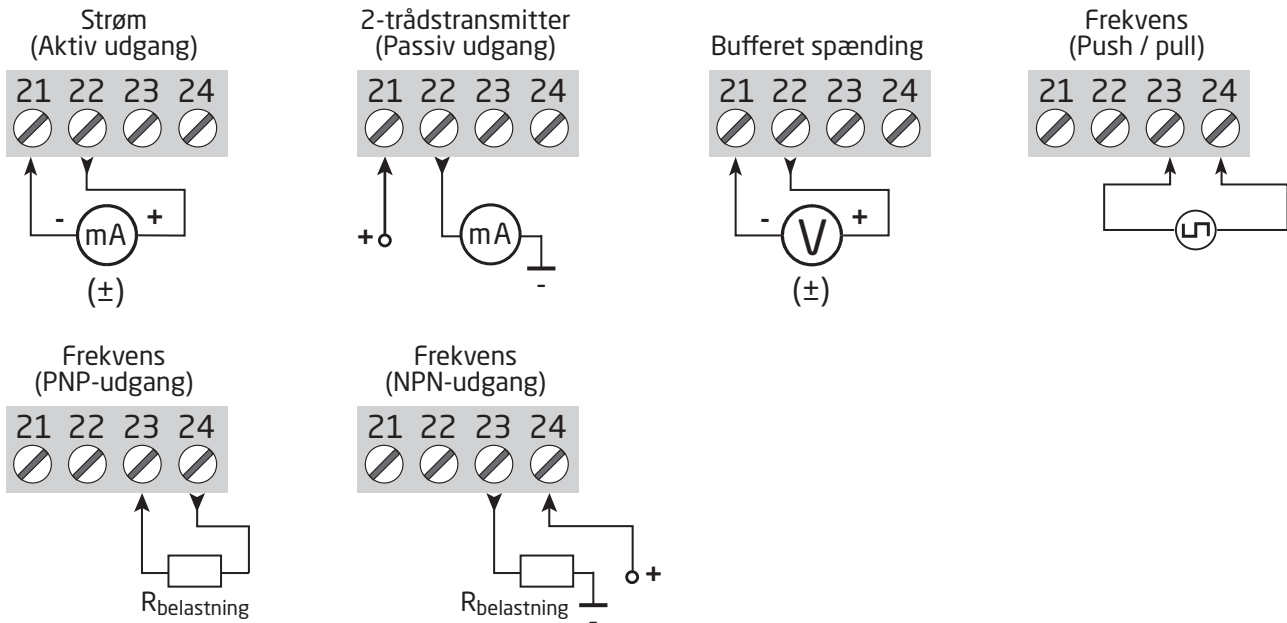 Strøm
(Aktiv udgang)
21 22 23 24
- mA +
(±)
2-trådstransmitter
(Passiv udgang)
21 22 23 24
+ mA
-
Bufferet spænding
21 22 23 24
- V +
(±)
Frekvens
(Push / pull)
21 22 23 24
Frekvens
(PNP-udgang)
21 22 23 24
Rbelastning
Frekvens
(NPN-udgang)
21 22 23 24
+
Rbelastning
-